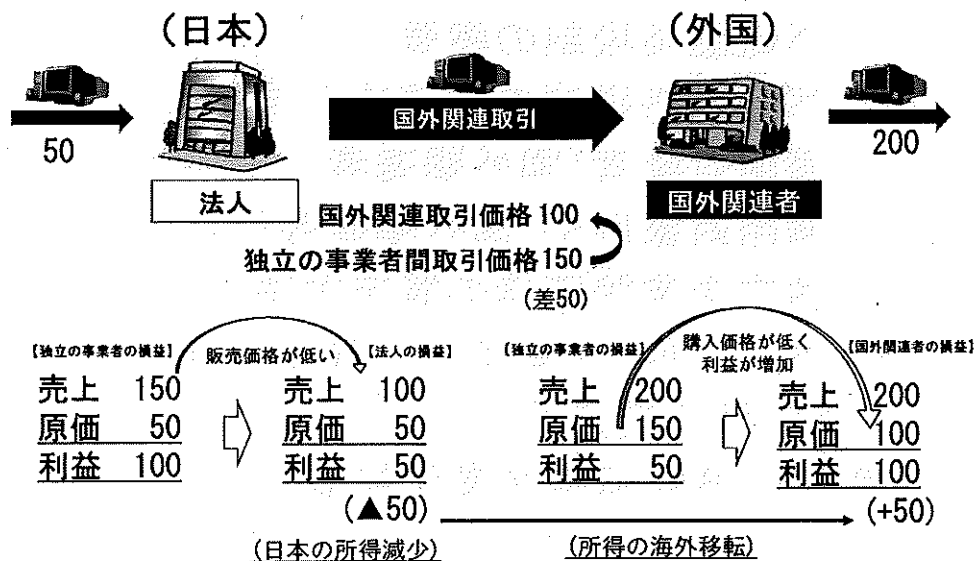 (日本)
(外国)
50
国外関連取引
200
法人
国外関連者
国外関連取引価格 100
独立の事業者間取引価格150
(差50)
【独立の事業者の損益】
販売価格が低い
【法人の損益】
売上 150
原価 50
利益 100
売上 100
原価 50
利益 50
(▲50)
(日本の所得減少)
【独立の事業者の損益】
購入価格が低く
利益が増加
【国外関連者の損益】
売上 200
原価 150
利益 50
売上 200
原価 100
利益 100
(+50)
(所得の海外移転)